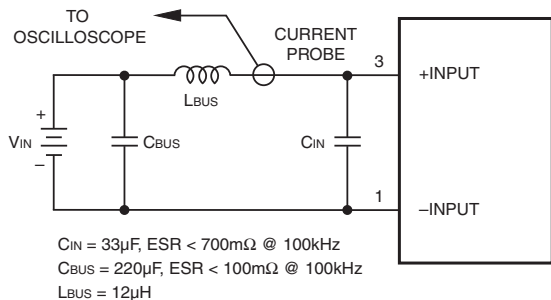 TO
OSCILLOSCOPE
CURRENT
PROBE
LBUS
3
+INPUT
+
VIN
–
CBUS
CIN
1
–INPUT
CIN = 33µF, ESR < 700mΩ @ 100kHz
CBUS = 220µF, ESR < 100mΩ @ 100kHz
LBUS = 12µH